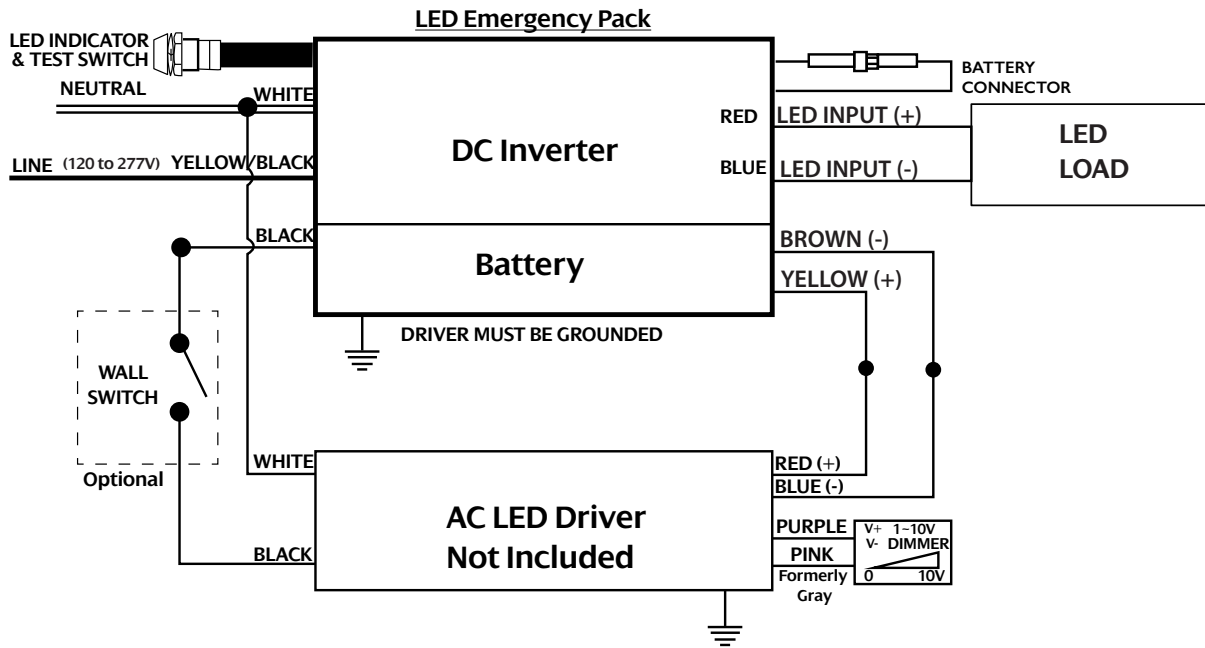 LED Emergency Pack
LED INDICATOR
& TEST SWITCH
NEUTRAL
WHITE
LINE (120 to 277V) YELLOW/BLACK
BLACK
DC Inverter
Battery
RED
BLUE
BATTERY
CONNECTOR
LED INPUT (+)
LED INPUT (-)
LED
LOAD
BROWN (-)
YELLOW (+)
DRIVER MUST BE GROUNDED
WALL
SWITCH
Optional
WHITE
BLACK
AC LED Driver
Not Included
RED (+)
BLUE (-)
PURPLE
PINK
Formerly
Gray
V+ 1~10V
V- DIMMER
0 10V